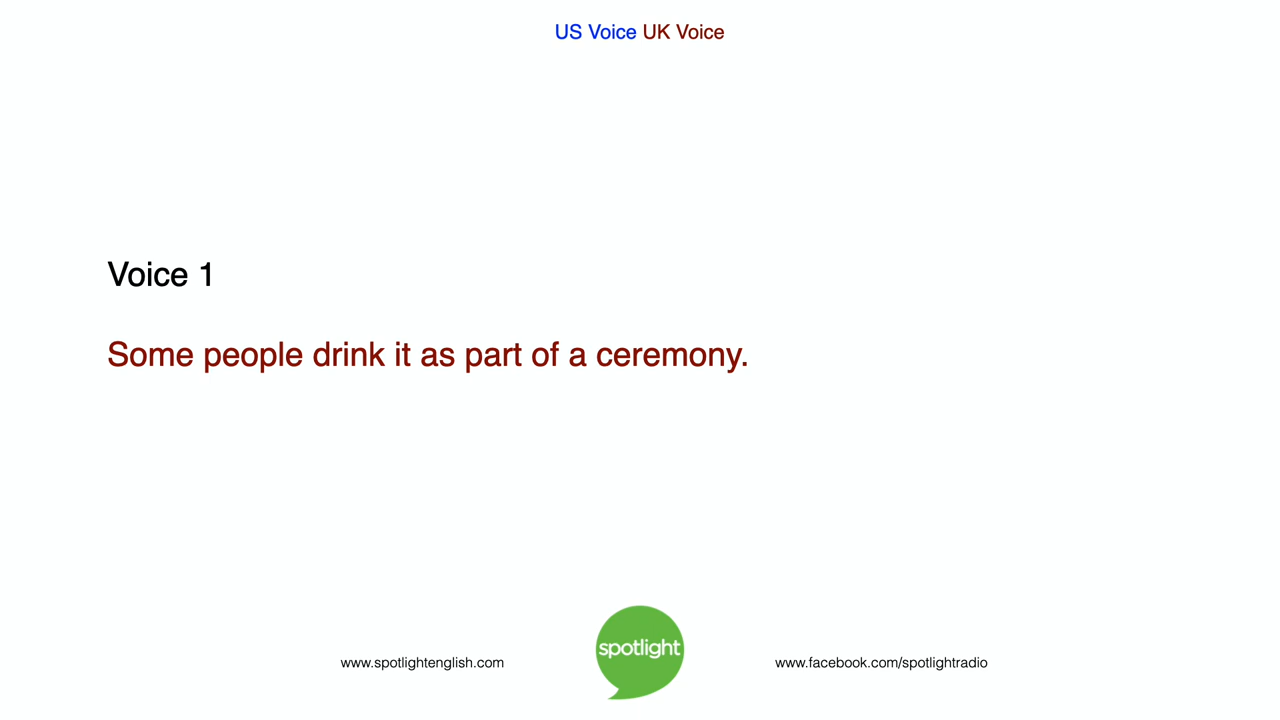 US Voice UK Voice
Voice 1
Some people drink it as part of a ceremony.
www.spotlightenglish.com
spotlight
www.facebook.com/spotlightradio